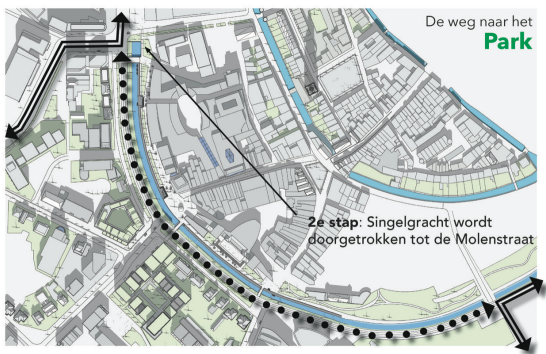 De weg naar het
Park
2e stap: Singelgracht wordt
doorgetrokken tot de Molenstraat